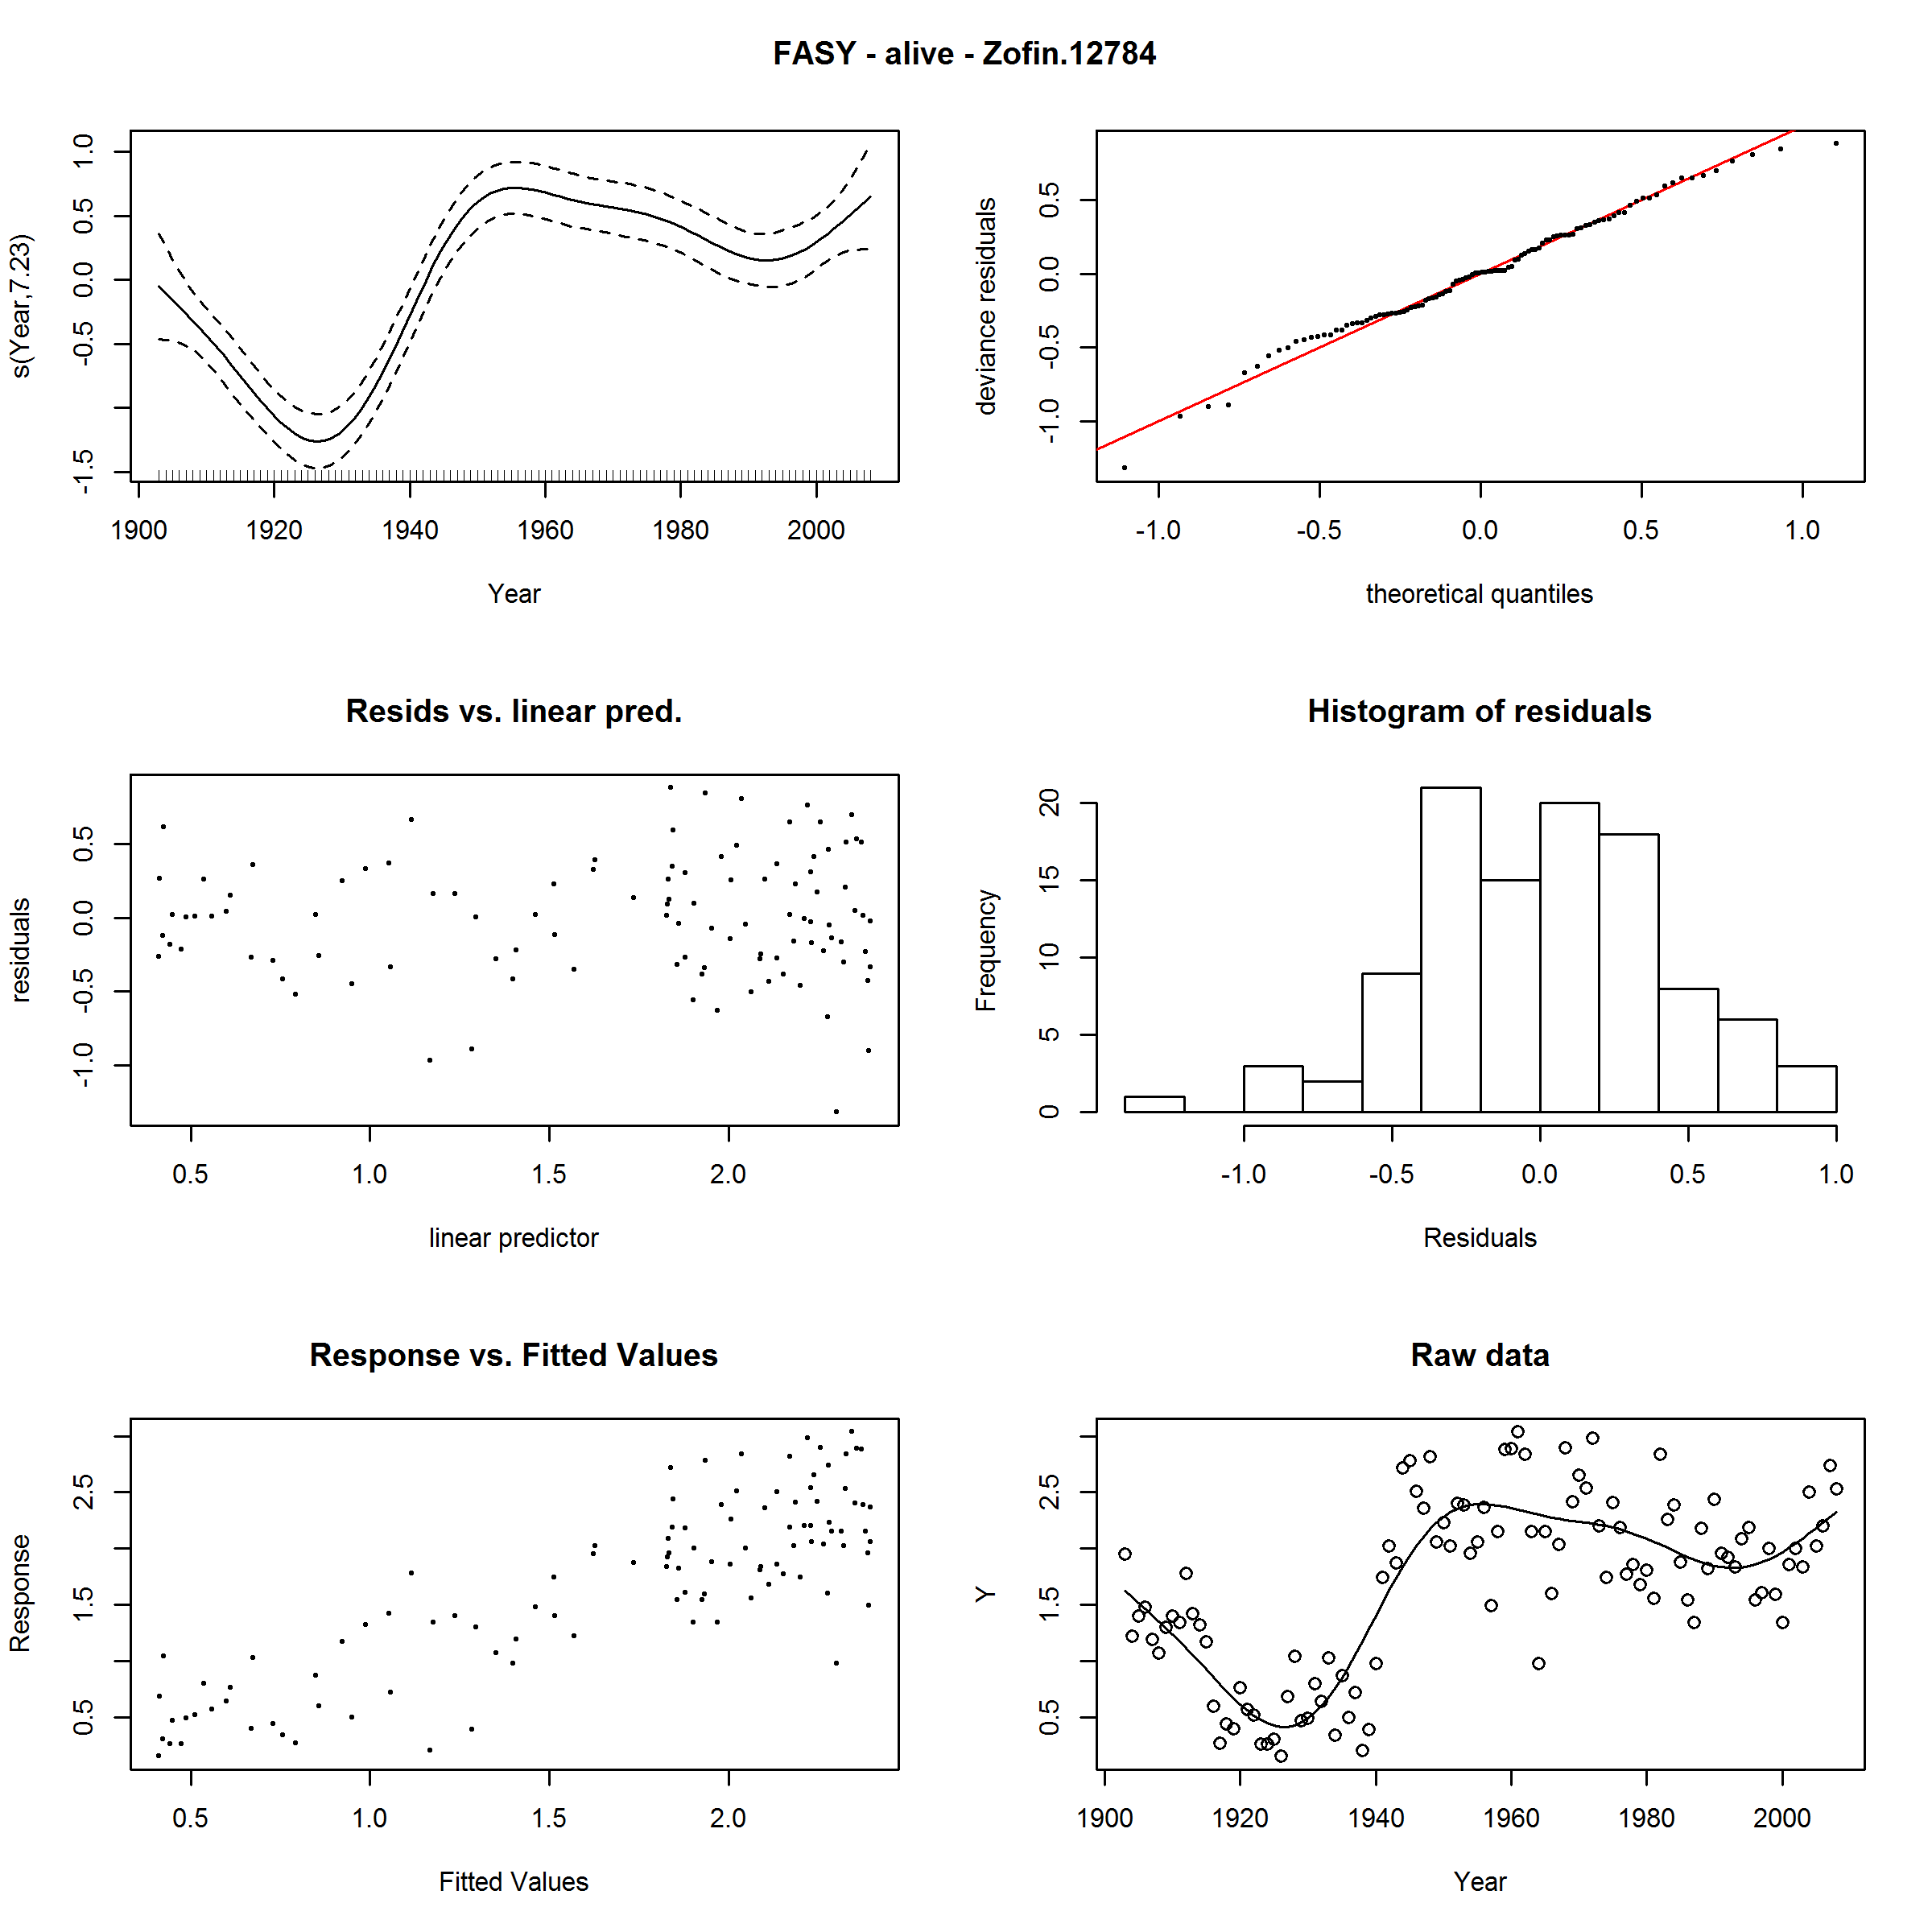 FASY - alive - Zofin.12784
s(Year,7.23)
1.0
0.5
0.0
-0.5
-1.5
1900 1920 1940 1960 1980 2000
Year
deviance residuals
0.5
0.0
-0.5
-1.0
-1.0 -0.5 0.0 0.5 1.0
theoretical quantiles
Resids vs. linear pred.
residuals
0.5
0.0
-0.5
-1.0
0.5 1.0 1.5 2.0
linear predictor
Histogram of residuals
Frequency
20
15
10
5
0
-1.0 -0.5 0.0 0.5 1.0
Residuals
Response vs. Fitted Values
Response
2.5
1.5
0.5
0.5 1.0 1.5 2.0
Fitted Values
Raw data
Y
2.5
1.5
0.5
1900 1920 1940 1960 1980 2000
Year